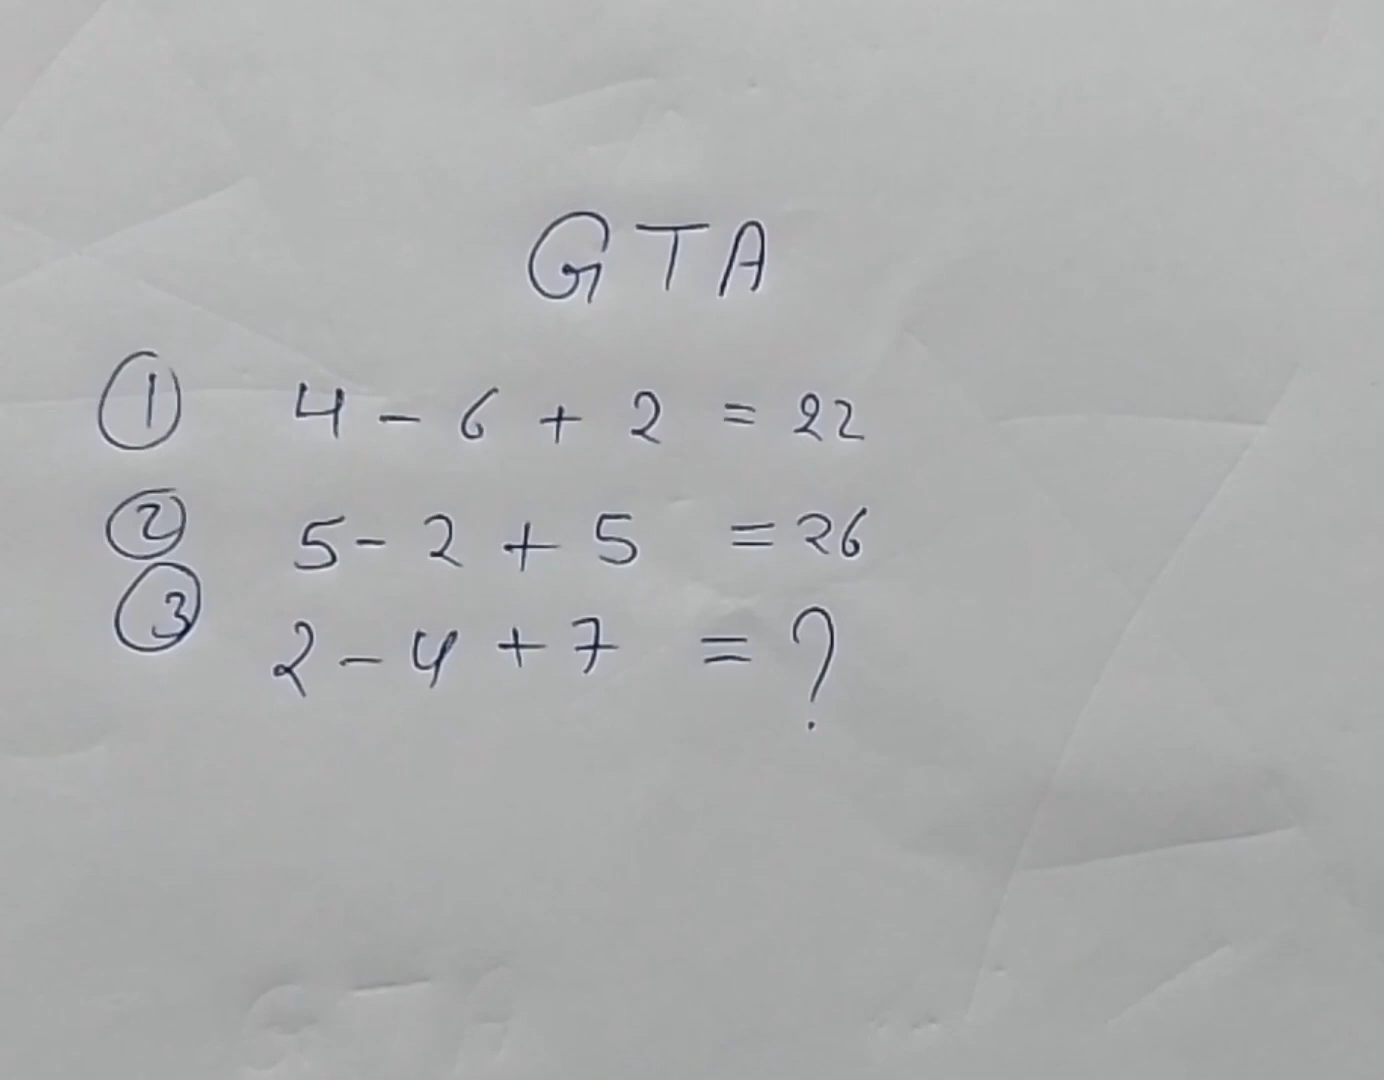 GTA
① 4 - 6 + 2 = 22
② 5 - 2 + 5 = 26
③ 2 - 4 + 7 = ?